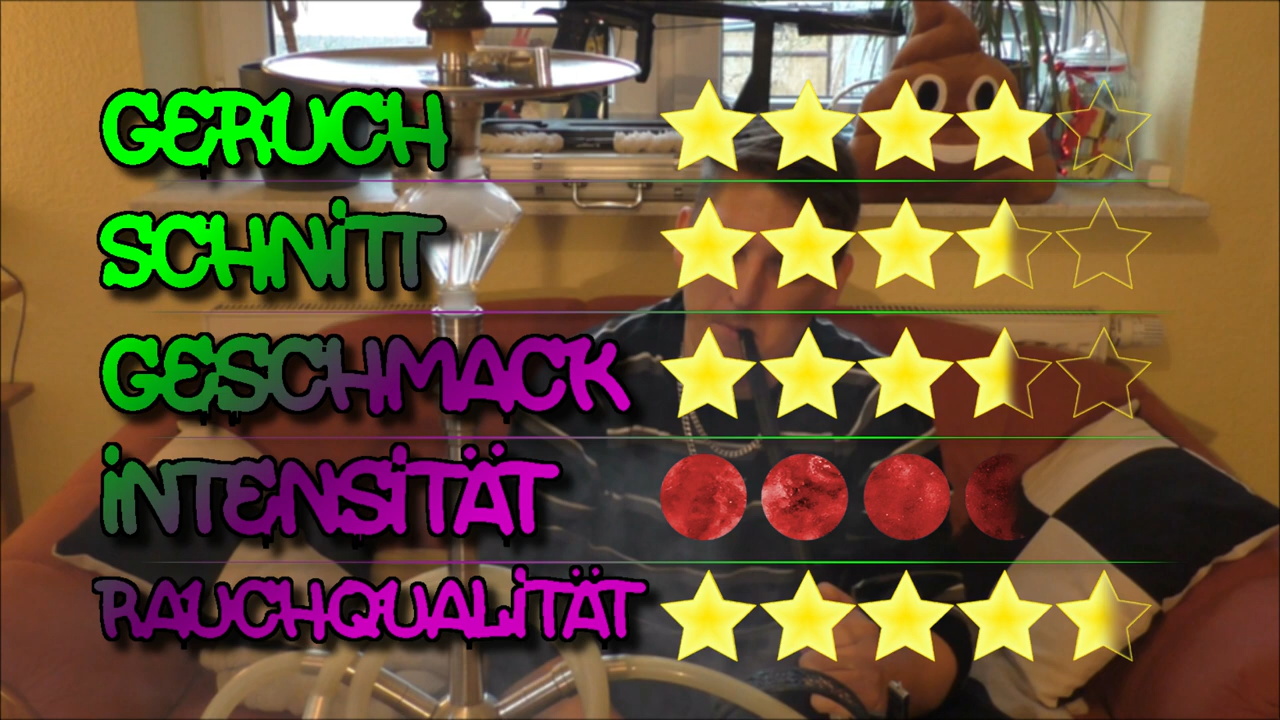 GERUCH
SCHNiTT
GESCHMACK
iNTENSiTÄT
RAUCHQUALiTÄT